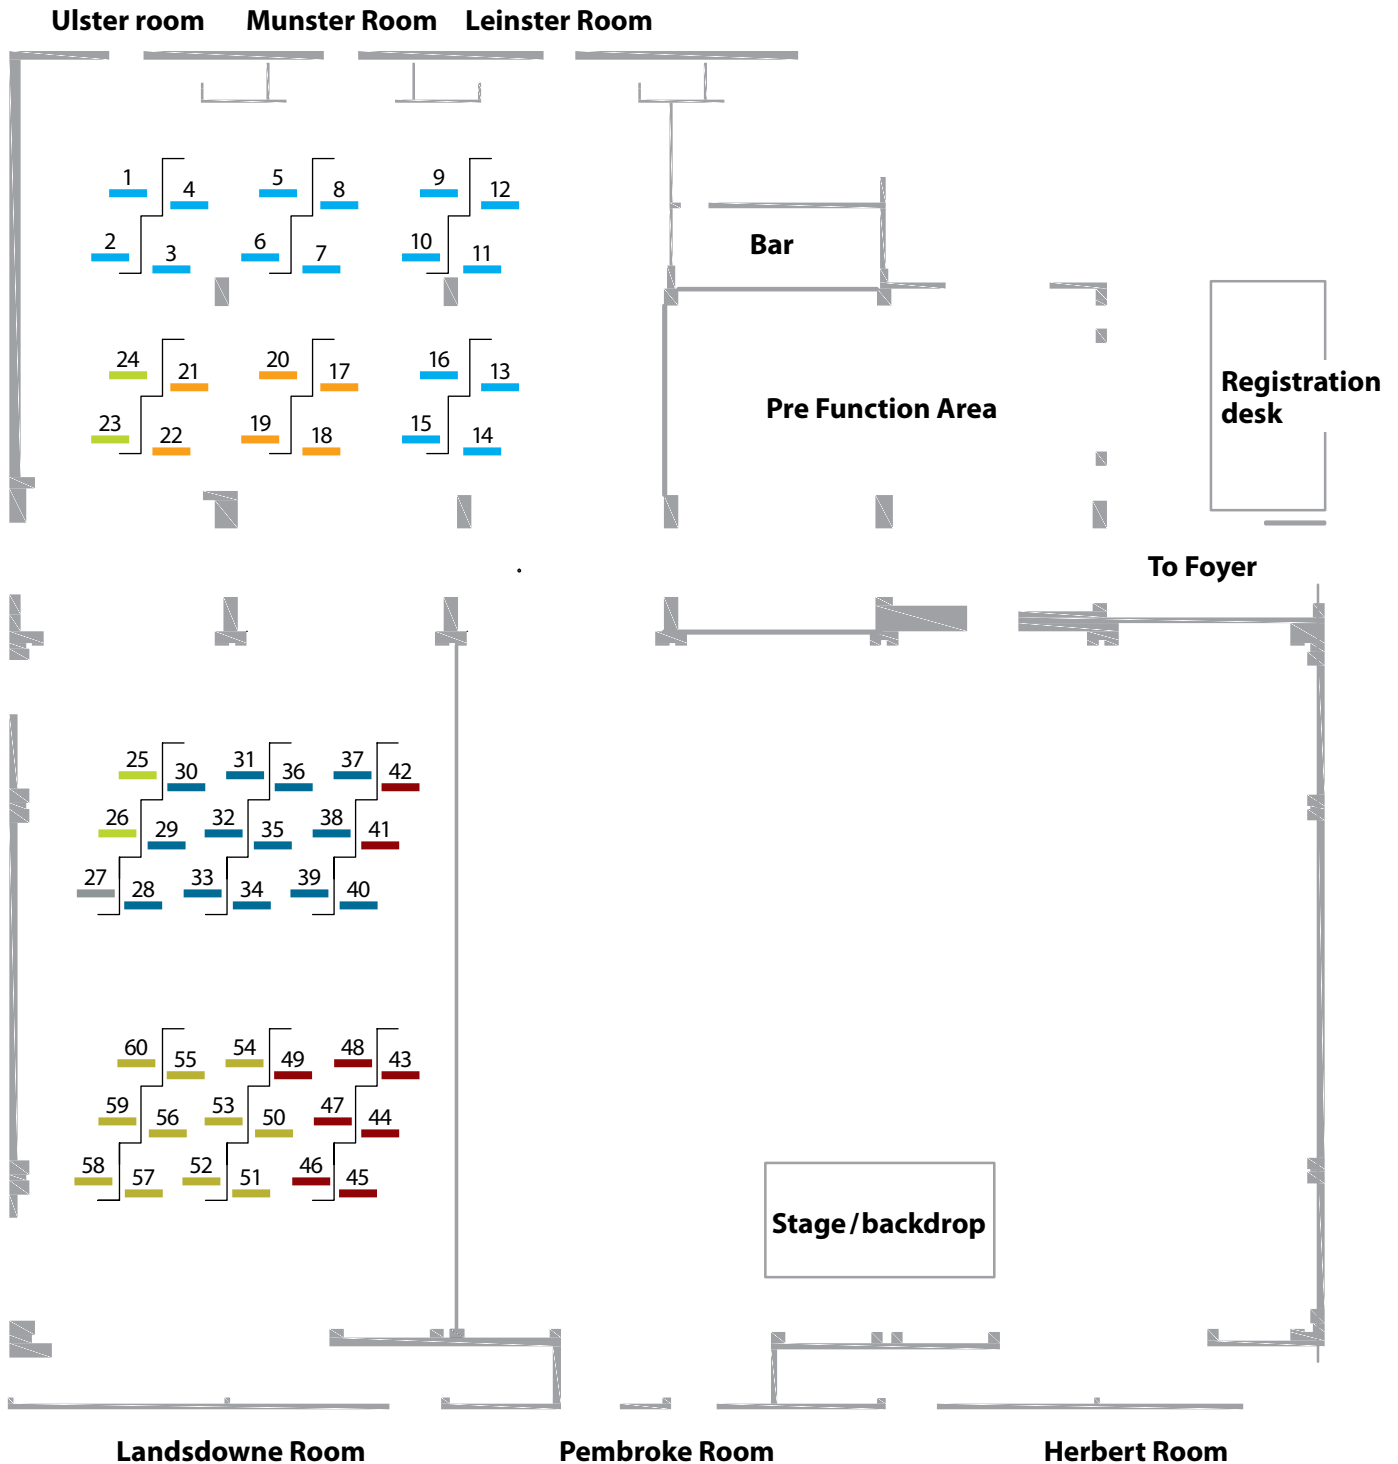 Ulster room Munster Room Leinster Room
1 5 9
4 8 12
2 6 10
3 7 11
Bar
24 20 16
21 17 13
23 19 15
22 18 14
Pre Function Area
Registration
desk
To Foyer
25 31 37
30 36 42
26 32 38
29 35 41
27 33 39
28 34 40
60 54 48
55 49 43
59 53 47
56 50 44
58 52 46
57 51 45
Stage/backdrop
Landsdowne Room Pembroke Room Herbert Room